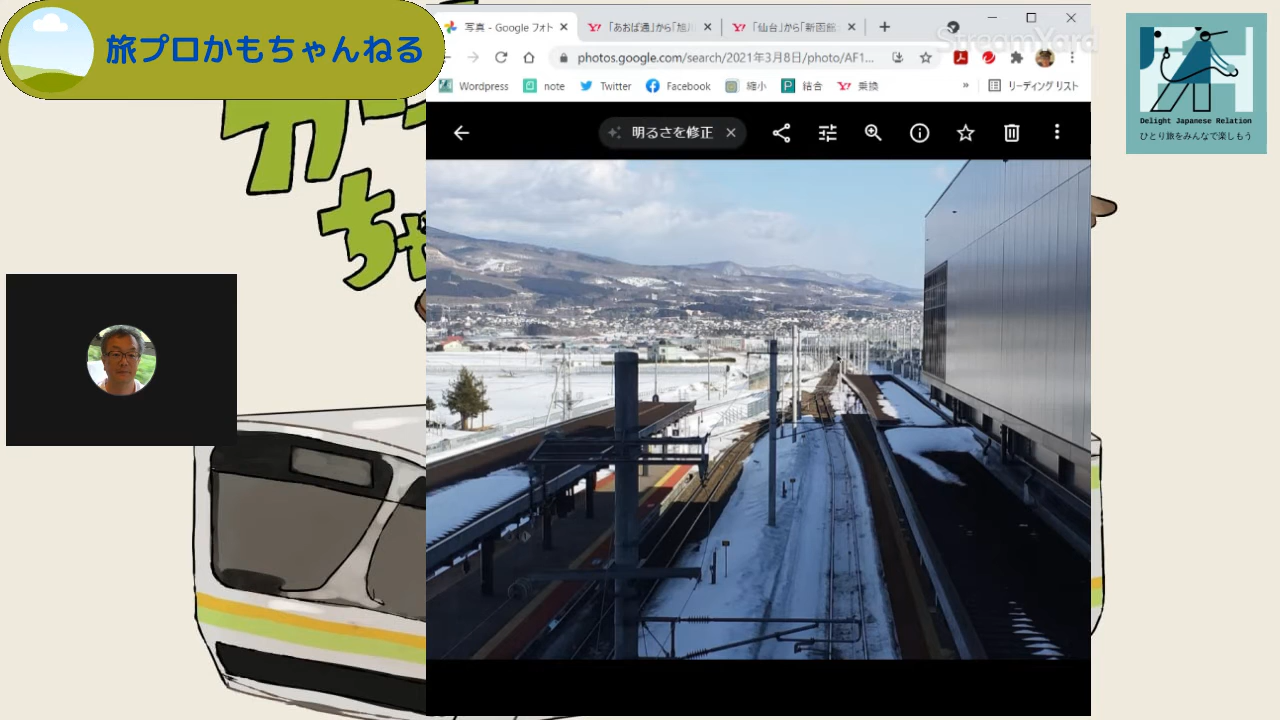 旅プロかもちゃんねる
ちゃ
写真 - Google フォト
「あおば通」から「旭川
「仙台」から「新函館
StreamYard
photos.google.com/search/2021年3月8日/photo/AF1...
Wordpress
note
Twitter
Facebook
縮小
結合
乗換
»
リーディング リスト
明るさを修正
Delight Japanese Relation
ひとり旅をみんなで楽しもう